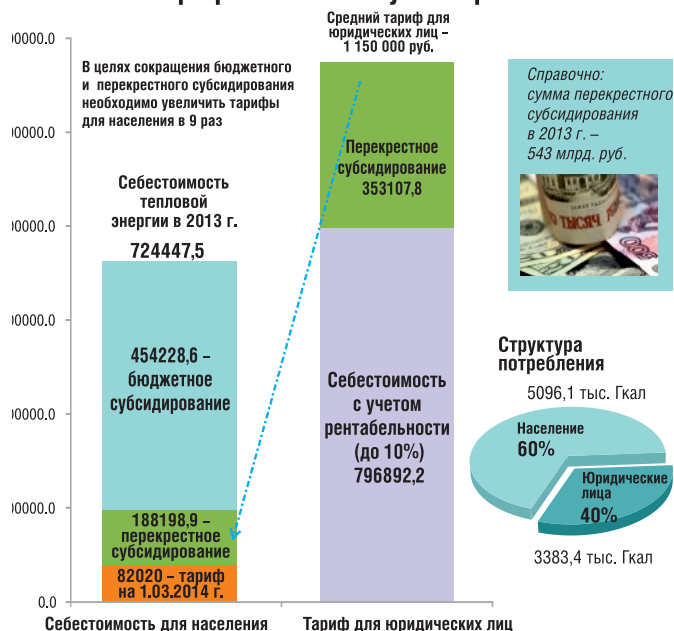 Средний тариф для
юридических лиц –
1 150 000 руб.
В целях сокращения бюджетного
и перекрестного субсидирования
необходимо увеличить тарифы
для населения в 9 раз
Справочно:
сумма перекрестного
субсидирования
в 2013 г. –
543 млрд. руб.
Перекрестное
субсидирование
353107,8
Себестоимость
тепловой
энергии в 2013 г.
724447,5
454228,6 –
бюджетное
субсидирование
188198,9 –
перекрестное
субсидирование
82020 – тариф
на 1.03.2014 г.
Себестоимость
с учетом
рентабельности
(до 10%)
796892,2
Структура
потребления
5096,1 тыс. Гкал
Население
60%
Юридические
лица
40%
3383,4 тыс. Гкал
0.0
Себестоимость для населения
Тариф для юридических лиц